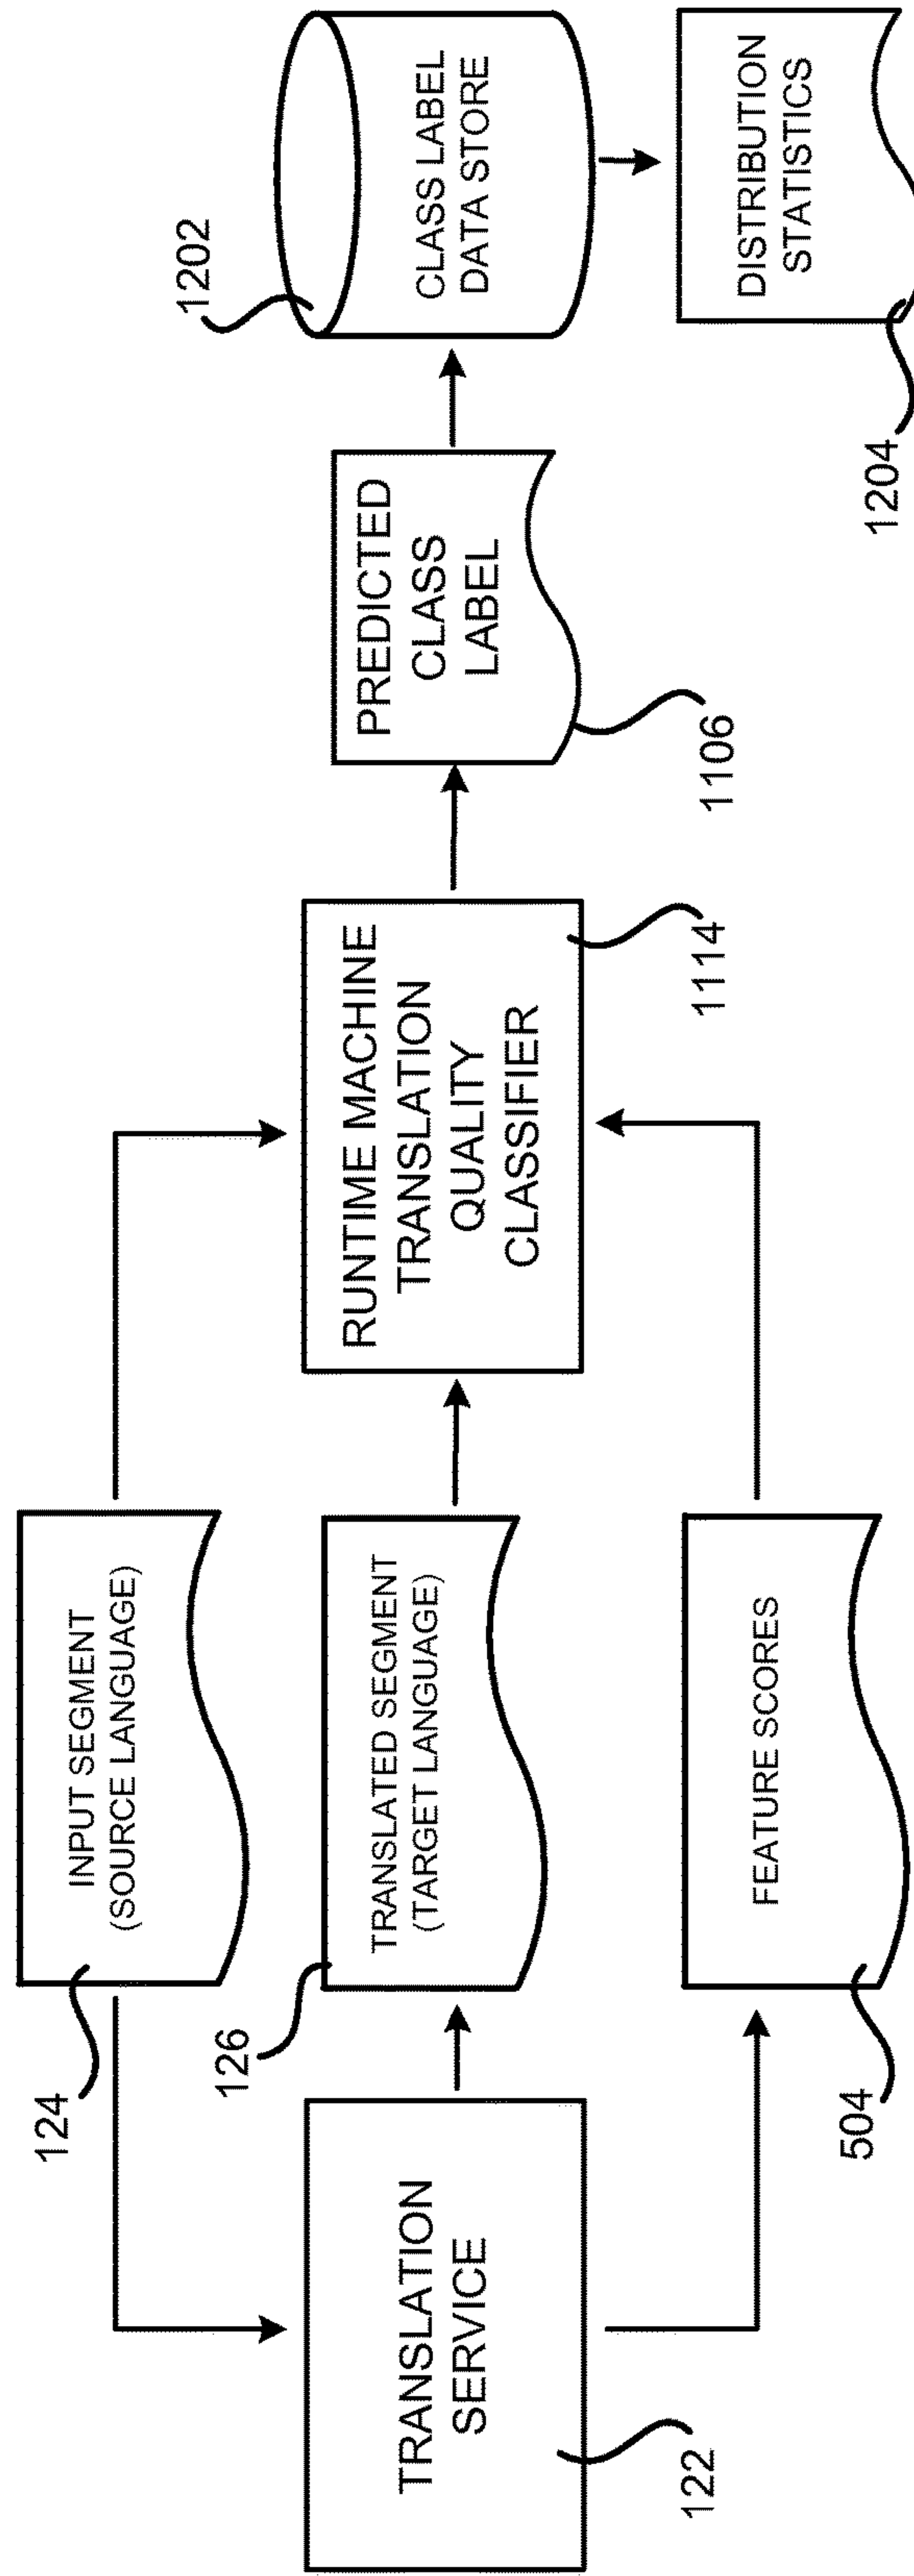 124
INPUT SEGMENT
(SOURCE LANGUAGE)
1202
CLASS LABEL
DATA STORE
126
TRANSLATED SEGMENT
(TARGET LANGUAGE)
TRANSLATION
SERVICE
122
RUNTIME MACHINE
TRANSLATION
QUALITY
CLASSIFIER
1114
PREDICTED
CLASS
LABEL
1106
504
FEATURE SCORES
DISTRIBUTION
STATISTICS
1204